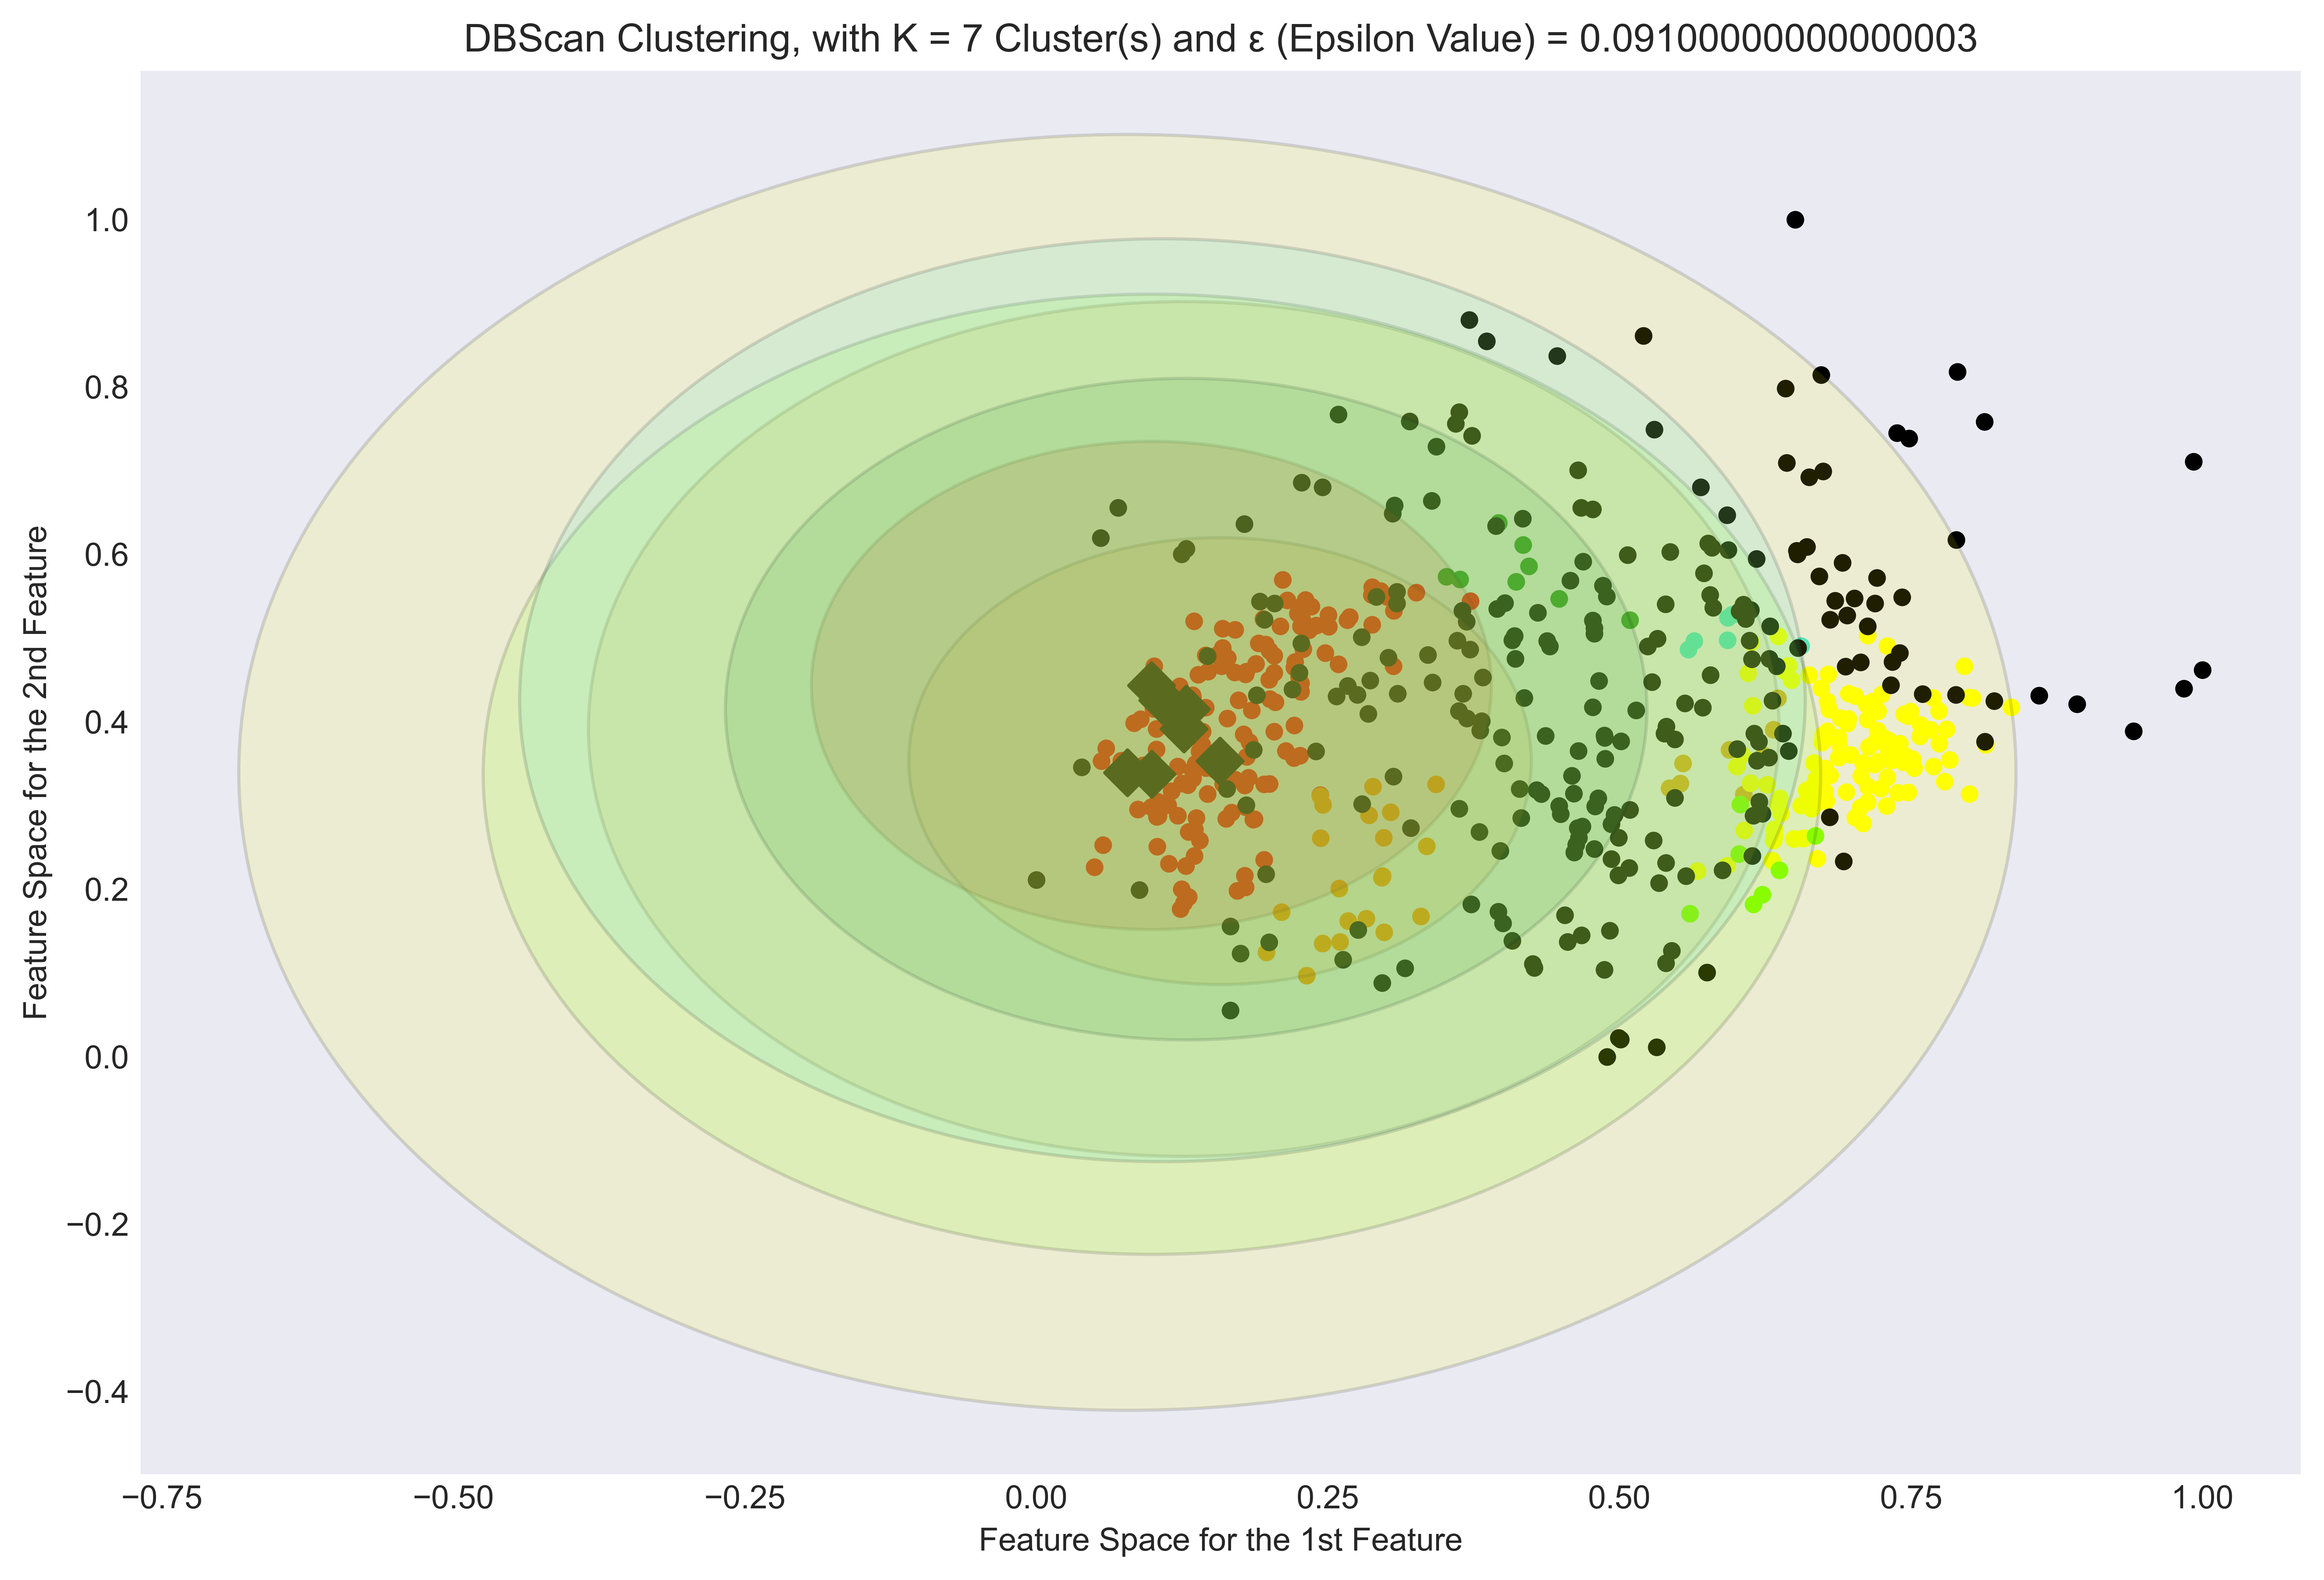 DBScan Clustering, with K = 7 Cluster(s) and ε (Epsilon Value) = 0.09100000000000003
1.0
0.8
0.6
0.4
0.2
0.0
−0.2
−0.4
Feature Space for the 2nd Feature
−0.75 −0.50 −0.25 0.00 0.25 0.50 0.75 1.00
Feature Space for the 1st Feature